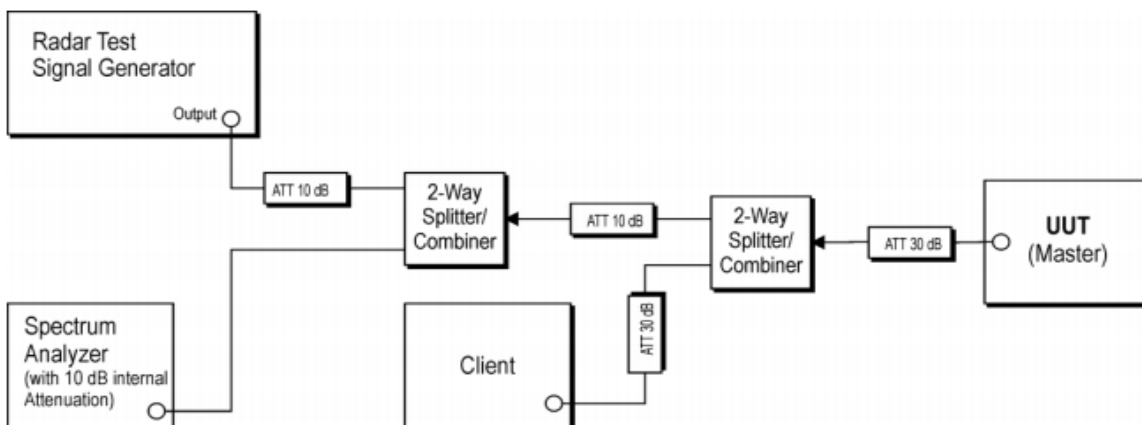 Radar Test
Signal Generator
Output
ATT 10 dB
2-Way
Splitter/
Combiner
ATT 10 dB
2-Way
Splitter/
Combiner
ATT 30 dB
UUT
(Master)
Spectrum
Analyzer
(with 10 dB internal
Attenuation)
Client
ATT 30 dB